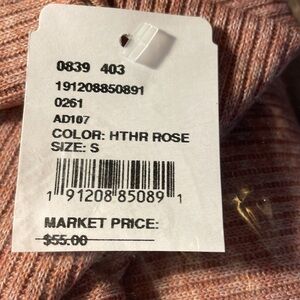 0839 403
191208850891
0261
AD107
COLOR: HTHR ROSE
SIZE: S
1 91208 85089 1
MARKET PRICE:
$55.00